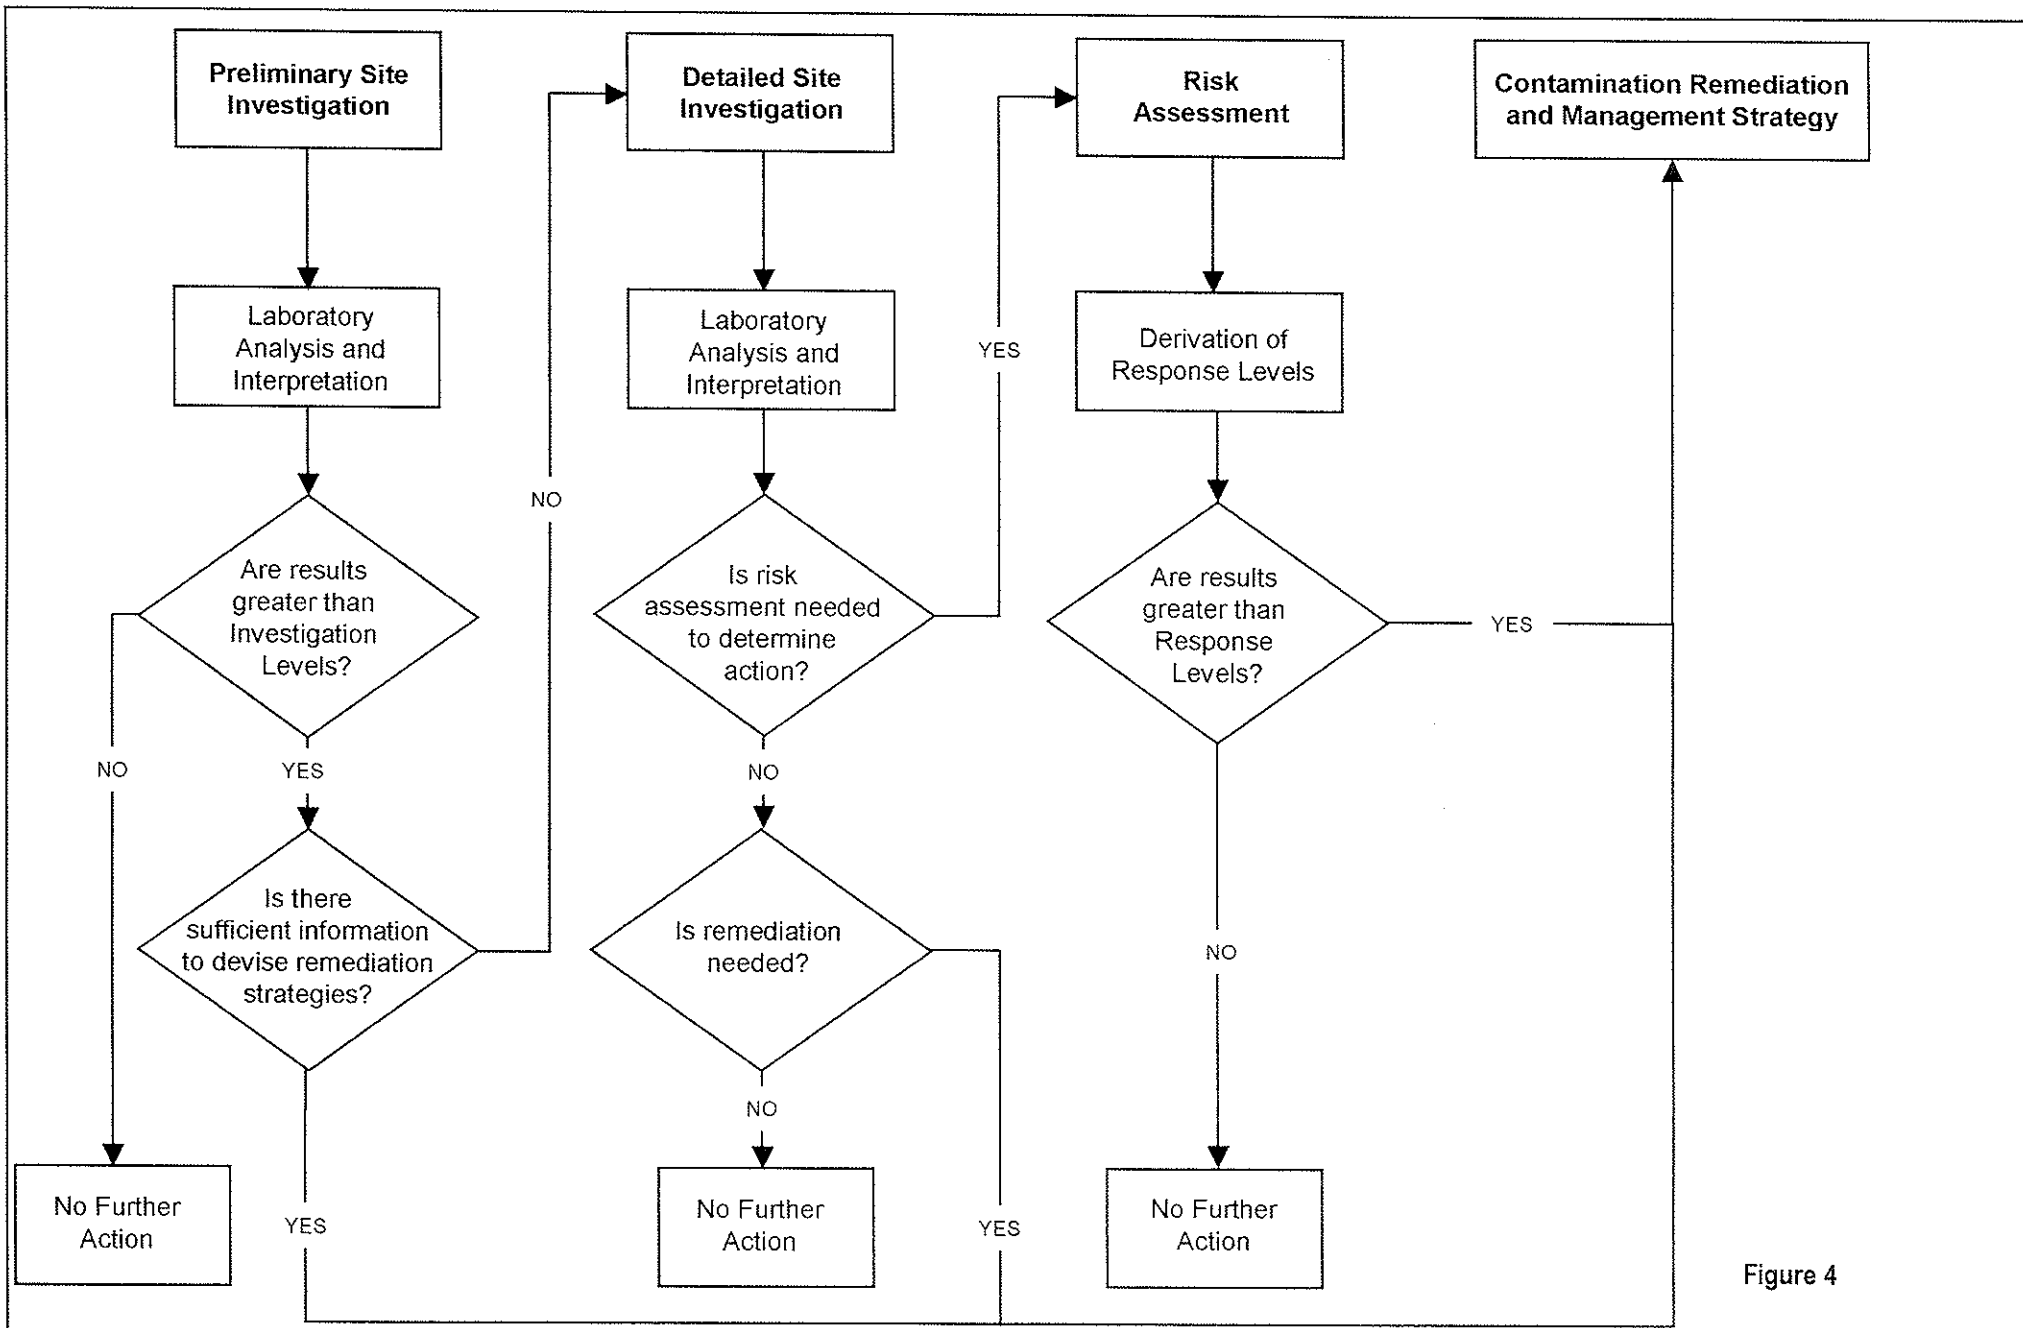 Preliminary Site
Investigation
Laboratory
Analysis and
Interpretation
Are results
greater than
Investigation
Levels?
NO
YES
Is there
sufficient information
to devise remediation
strategies?
NO
YES
No Further
Action
Detailed Site
Investigation
Laboratory
Analysis and
Interpretation
Is risk
assessment needed
to determine
action?
YES
NO
Is remediation
needed?
NO
YES
No Further
Action
Risk
Assessment
Derivation of
Response Levels
Are results
greater than
Response
Levels?
YES
NO
No Further
Action
Contamination Remediation
and Management Strategy
Figure 4